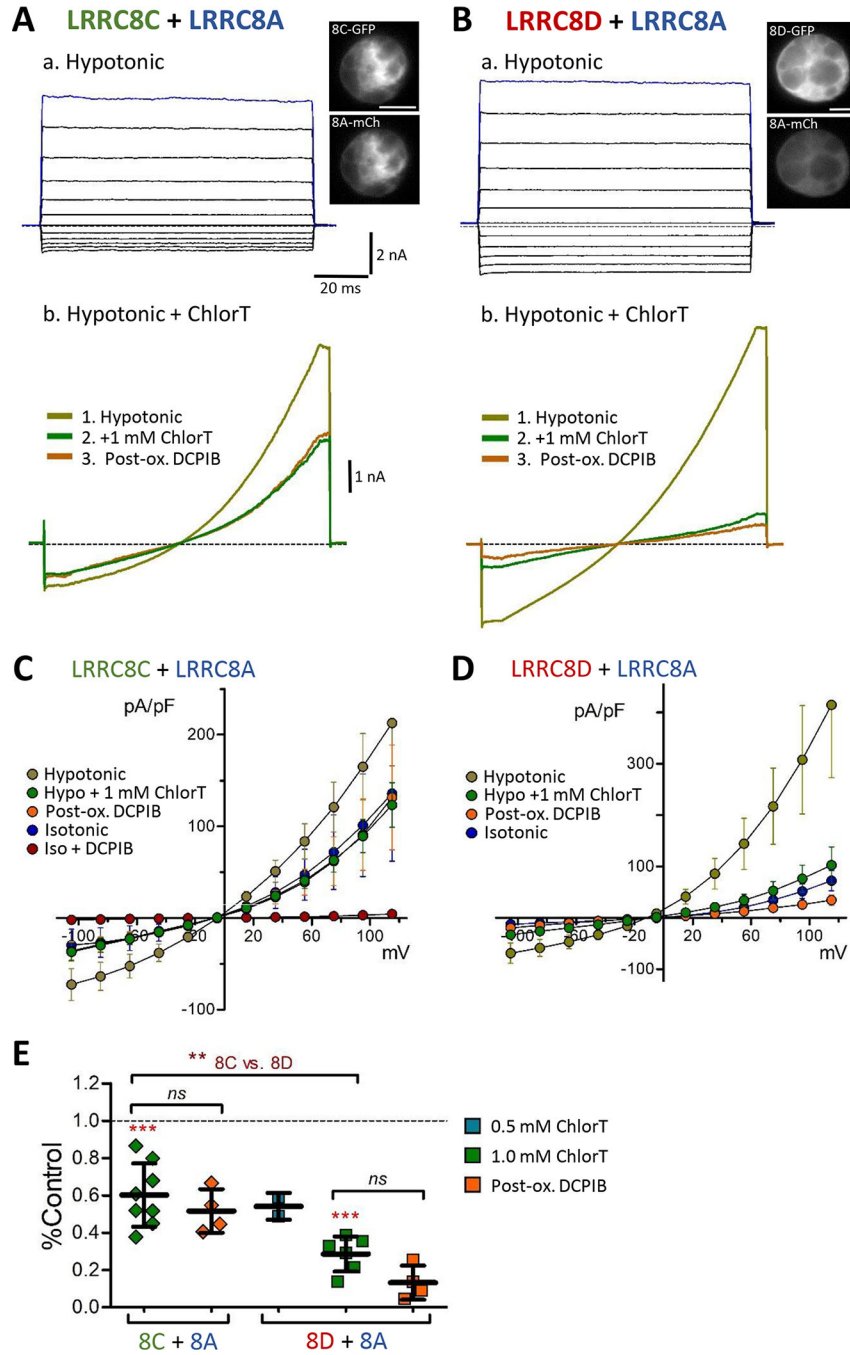 A LRRC8C + LRRC8A
a. Hypotonic
8C-GFP
8A-mCh
2 nA
20 ms
b. Hypotonic + ChlorT
1. Hypotonic
2. +1 mM ChlorT
3. Post-ox. DCPIB
1 nA
B LRRC8D + LRRC8A
a. Hypotonic
8D-GFP
8A-mCh
b. Hypotonic + ChlorT
1. Hypotonic
2. +1 mM ChlorT
3. Post-ox. DCPIB
C LRRC8C + LRRC8A
pA/pF
200
100
Hypotonic
Hypo + 1 mM ChlorT
Post-ox. DCPIB
Isotonic
Iso + DCPIB
-100 -60 -20 20 60 100
mV
-100
D LRRC8D + LRRC8A
pA/pF
300
100
Hypotonic
Hypo +1 mM ChlorT
Post-ox. DCPIB
Isotonic
-100 -60 -20 20 60 100
mV
-100
E
** 8C vs. 8D
ns
***
ns
***
%Control
1.2
1.0
0.8
0.6
0.4
0.2
0.0
0.5 mM ChlorT
1.0 mM ChlorT
Post-ox. DCPIB
8C + 8A
8D + 8A